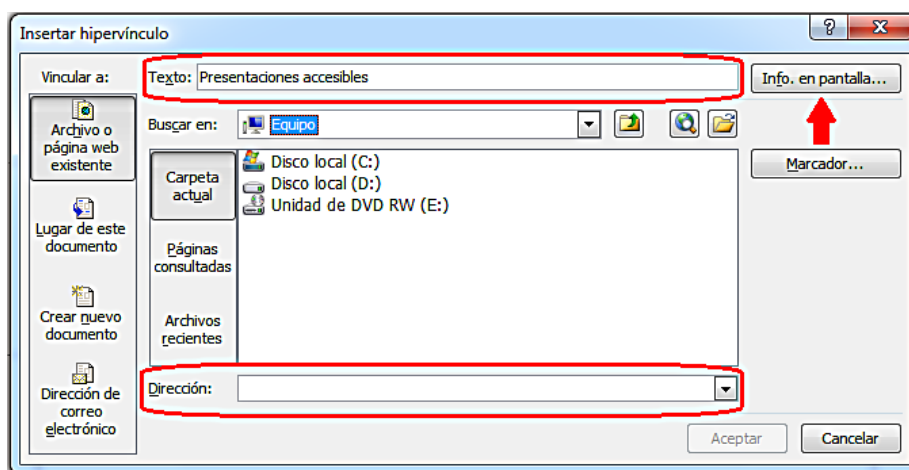 Insertar hipervínculo
Vincular a:
Texto: Presentaciones accesibles
Info. en pantalla...
Archivo o
página web
existente
Buscar en: Equipo
Carpeta
actual
Disco local (C:)
Disco local (D:)
Unidad de DVD RW (E:)
Marcador...
Lugar de este
documento
Páginas
consultadas
Crear nuevo
documento
Archivos
recientes
Dirección de
correo
electrónico
Dirección:
Aceptar
Cancelar